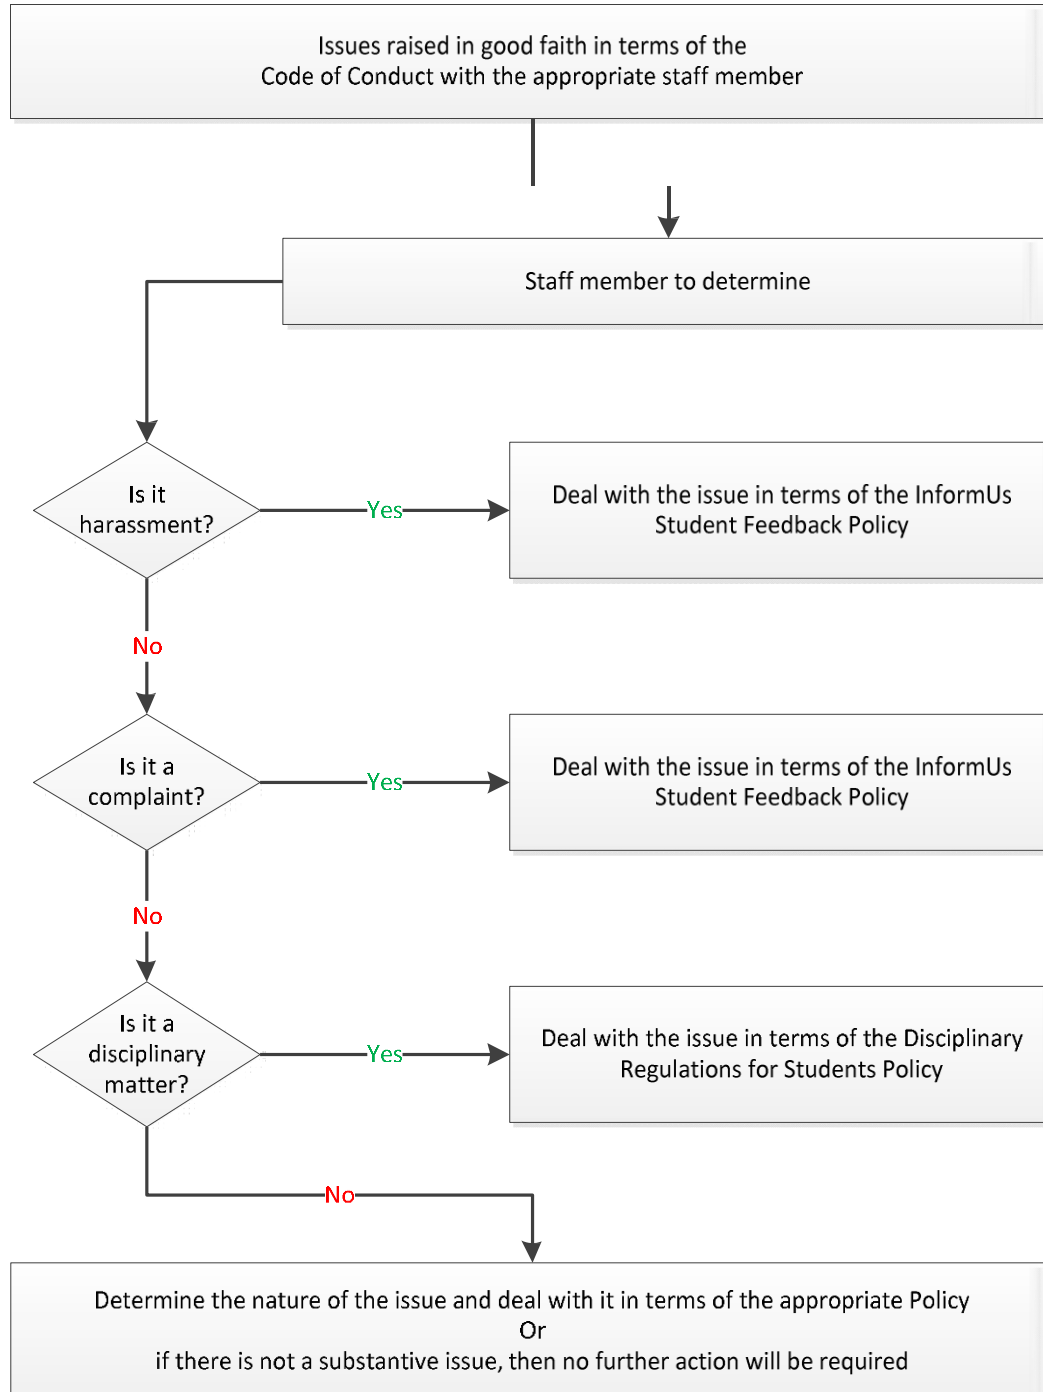 Issues raised in good faith in terms of the
Code of Conduct with the appropriate staff member
Staff member to determine
Is it
harassment?
Yes
Deal with the issue in terms of the InformUs
Student Feedback Policy
No
Is it a
complaint?
Yes
Deal with the issue in terms of the InformUs
Student Feedback Policy
No
Is it a
disciplinary
matter?
Yes
Deal with the issue in terms of the Disciplinary
Regulations for Students Policy
No
Determine the nature of the issue and deal with it in terms of the appropriate Policy
Or
if there is not a substantive issue, then no further action will be required